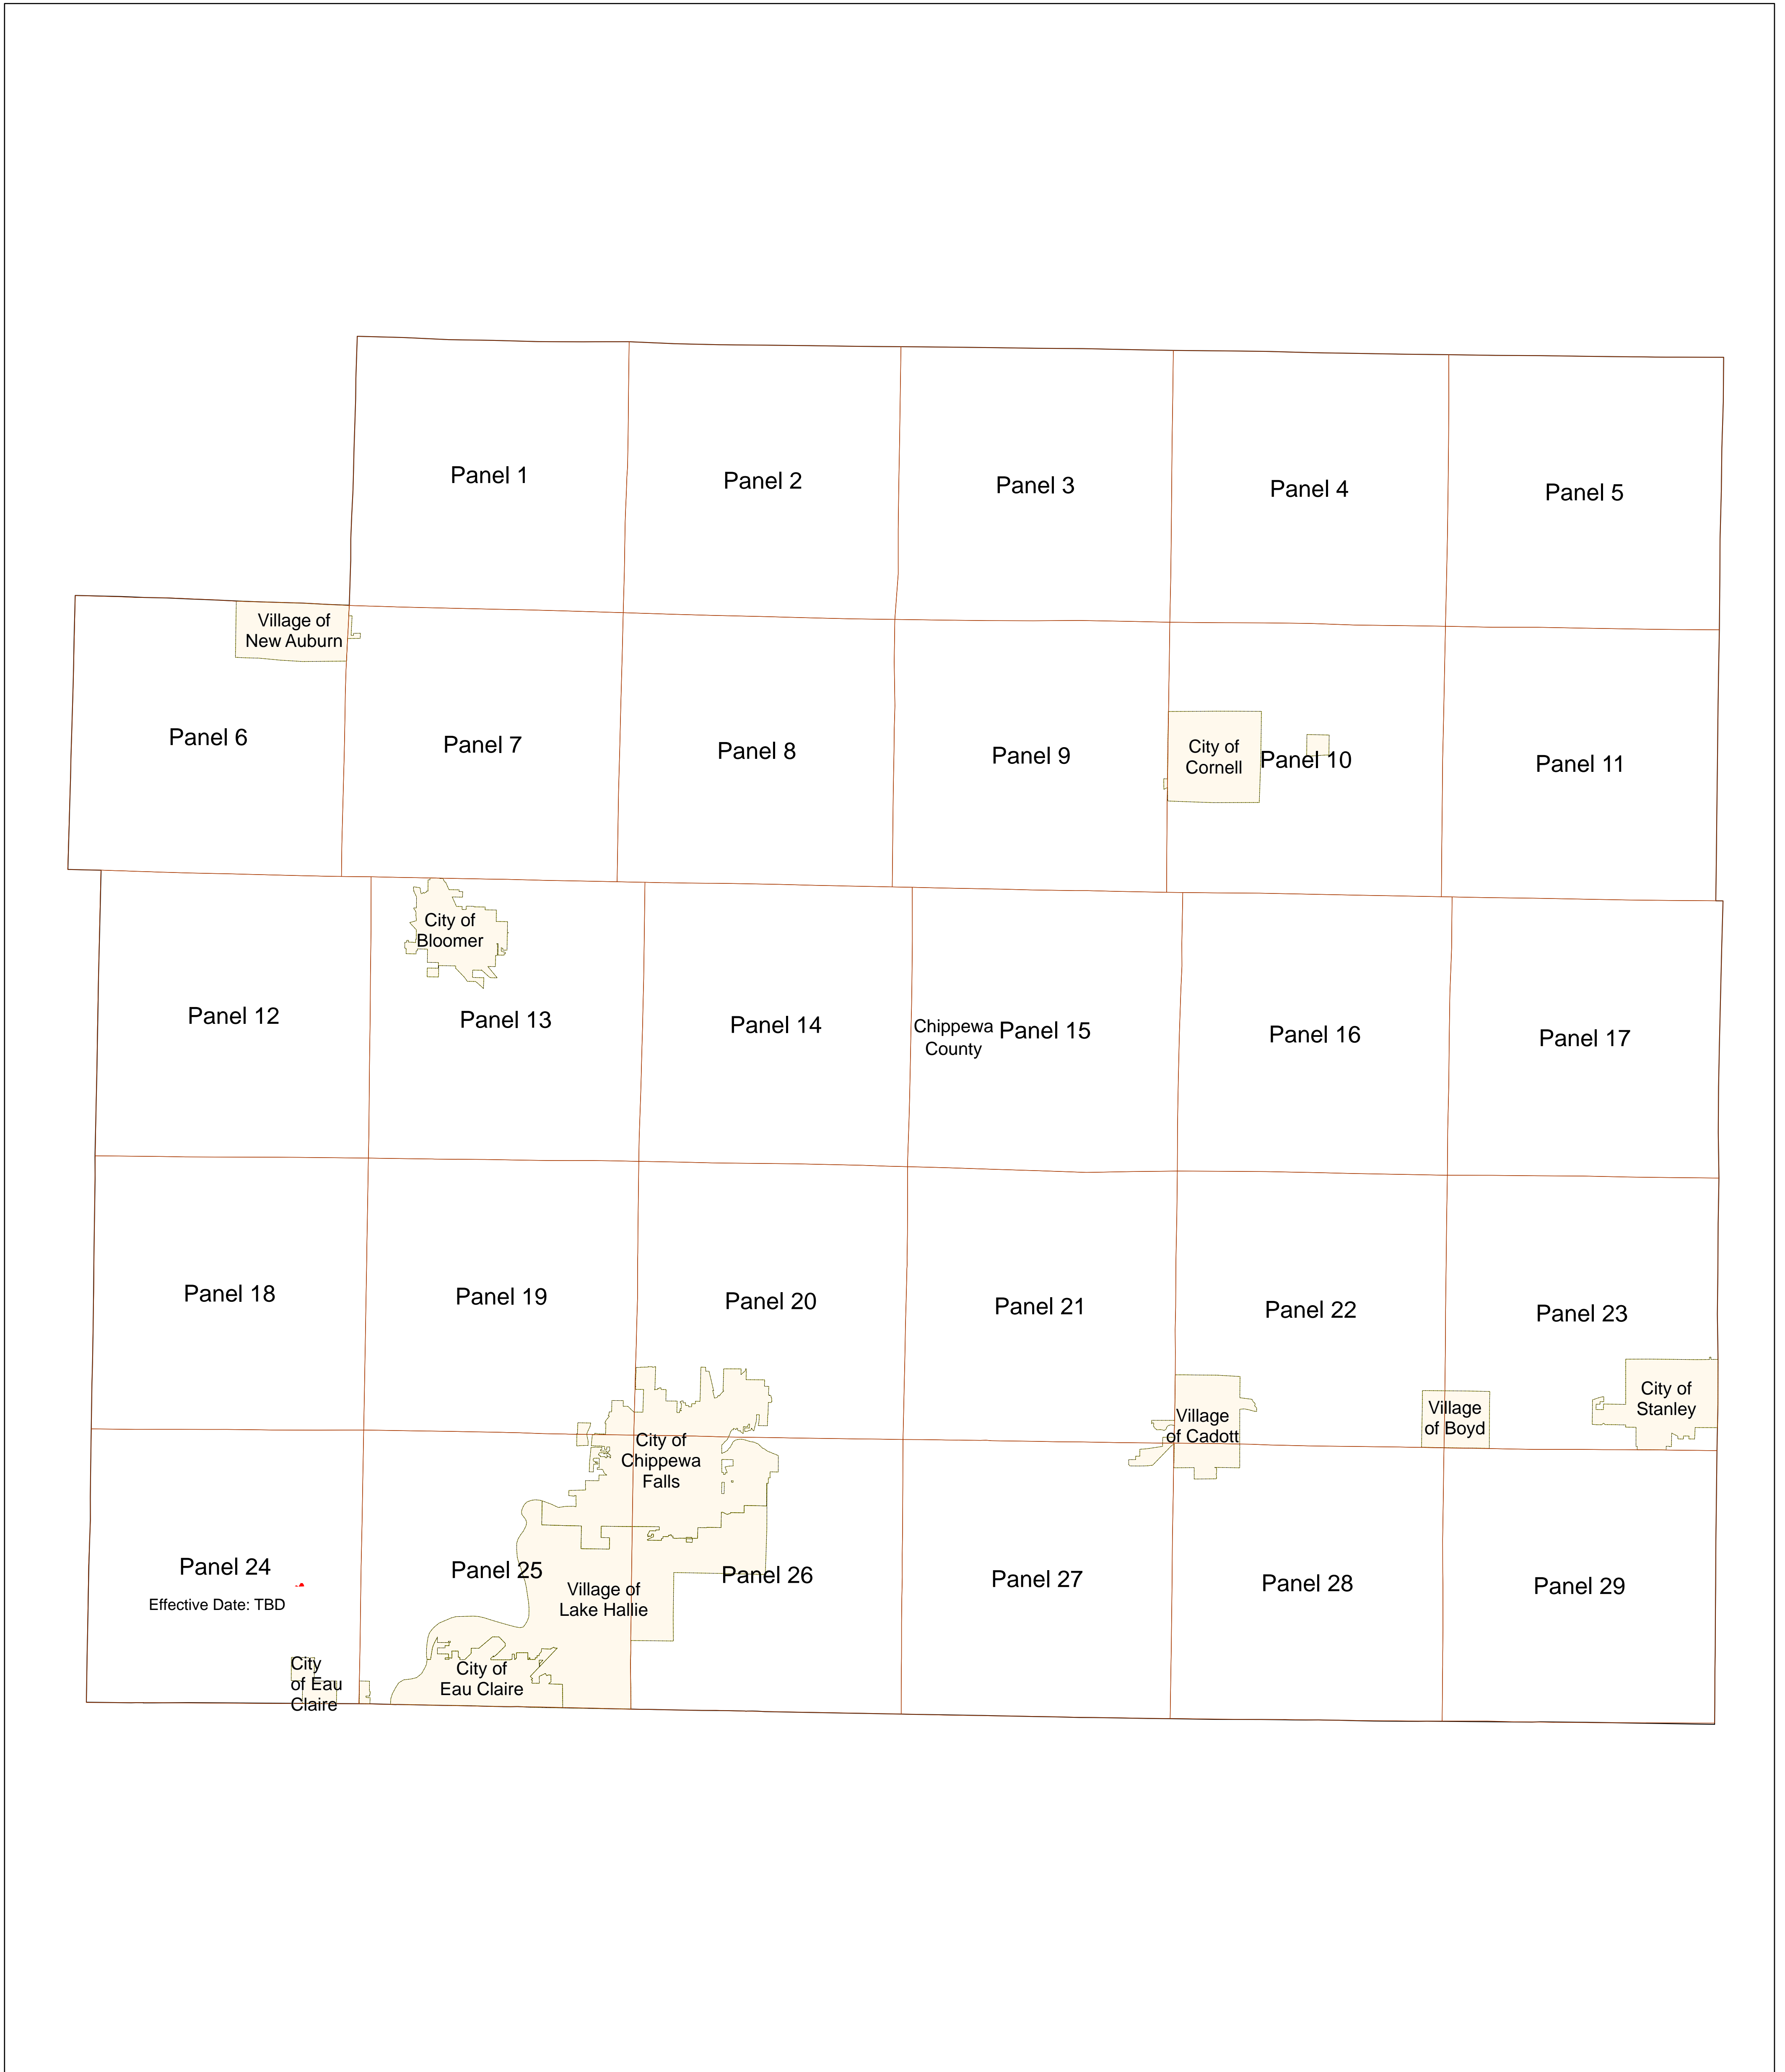 Panel 1
Panel 2
Panel 3
Panel 4
Panel 5
Village of
New Auburn
Panel 6
Panel 7
Panel 8
Panel 9
City of
Cornell
Panel 10
Panel 11
City of
Bloomer
Panel 12
Panel 13
Panel 14
Chippewa
County
Panel 15
Panel 16
Panel 17
Panel 18
Panel 19
Panel 20
Panel 21
Panel 22
Panel 23
City of
Chippewa
Falls
Village
of Cadott
Village
of Boyd
City of
Stanley
Panel 24
Effective Date: TBD
Panel 25
Panel 26
Panel 27
Panel 28
Panel 29
Village of
Lake Hallie
City
of Eau
Claire
City of
Eau Claire